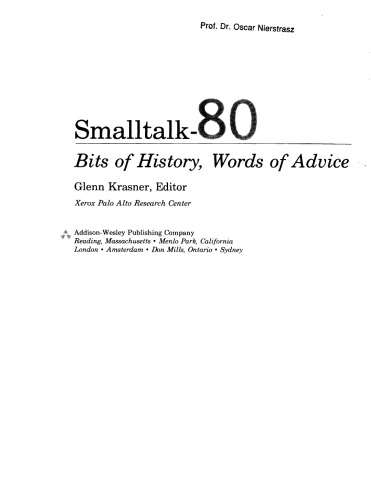 Prof. Dr. Oscar Nierstrasz
Smalltalk-80
Bits of History, Words of Advice
Glenn Krasner, Editor
Xerox Palo Alto Research Center
Addison-Wesley Publishing Company
Reading, Massachusetts • Menlo Park, California
London • Amsterdam • Don Mills, Ontario • Sydney